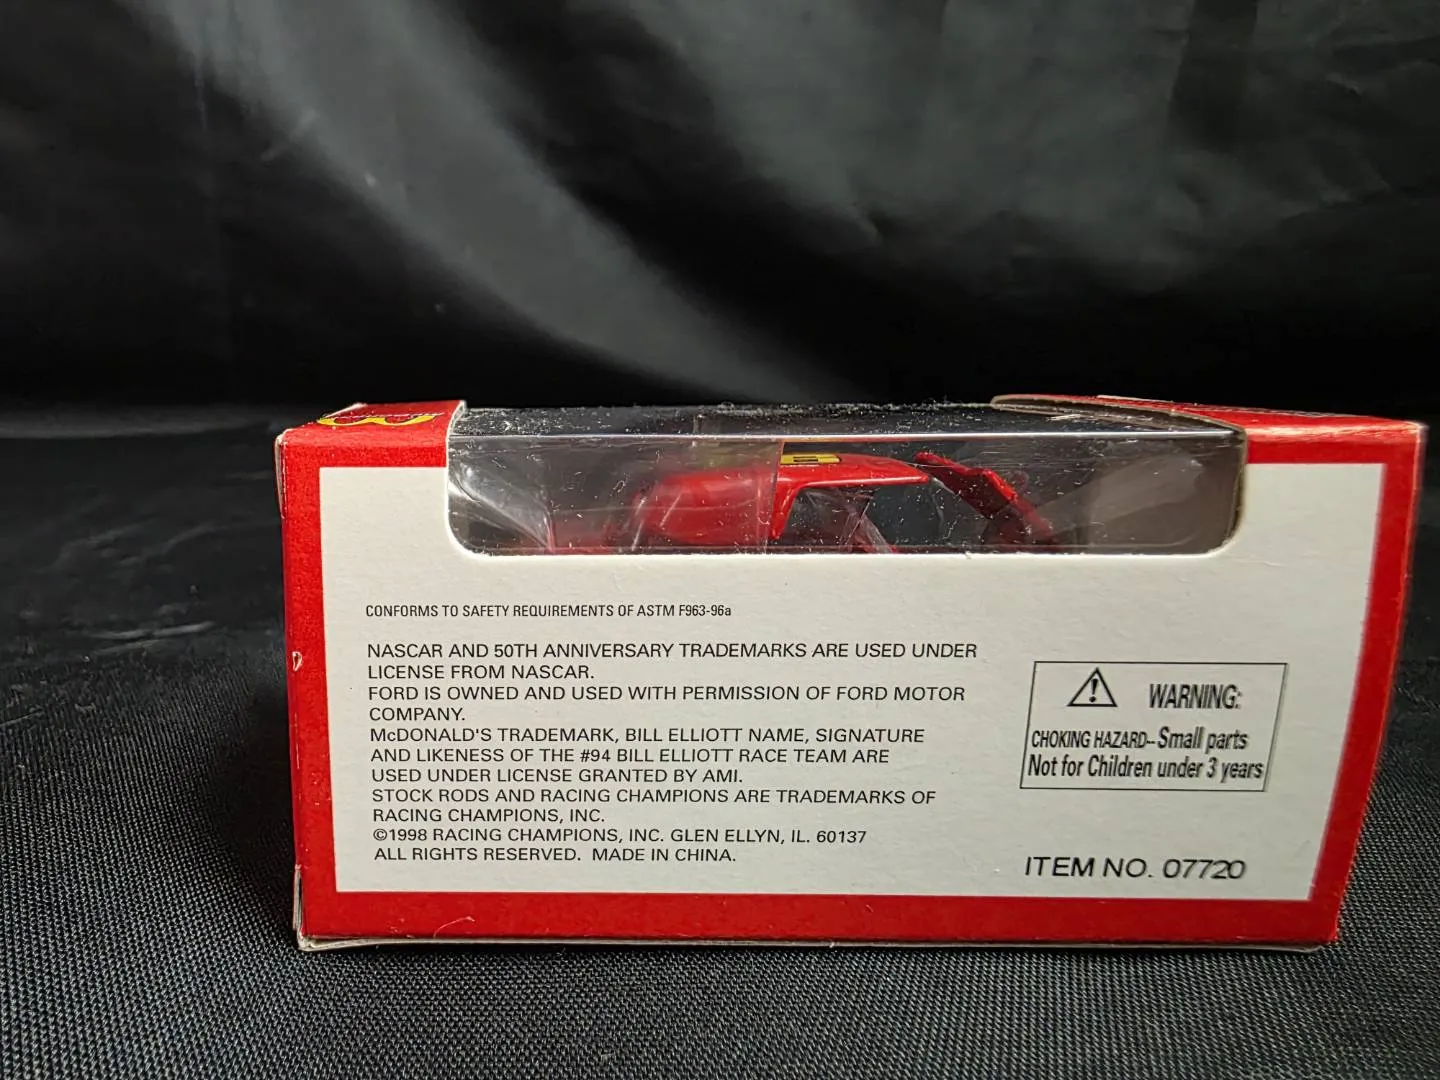 CONFORMS TO SAFETY REQUIREMENTS OF ASTM F963-96a
NASCAR AND 50TH ANNIVERSARY TRADEMARKS ARE USED UNDER
LICENSE FROM NASCAR.
FORD IS OWNED AND USED WITH PERMISSION OF FORD MOTOR
COMPANY.
McDONALD'S TRADEMARK, BILL ELLIOTT NAME, SIGNATURE
AND LIKENESS OF THE #94 BILL ELLIOTT RACE TEAM ARE
USED UNDER LICENSE GRANTED BY AMI.
STOCK RODS AND RACING CHAMPIONS ARE TRADEMARKS OF
RACING CHAMPIONS, INC.
©1998 RACING CHAMPIONS, INC. GLEN ELLYN, IL. 60137
ALL RIGHTS RESERVED. MADE IN CHINA.
WARNING:
CHOKING HAZARD--Small parts
Not for Children under 3 years
ITEM NO. 07720